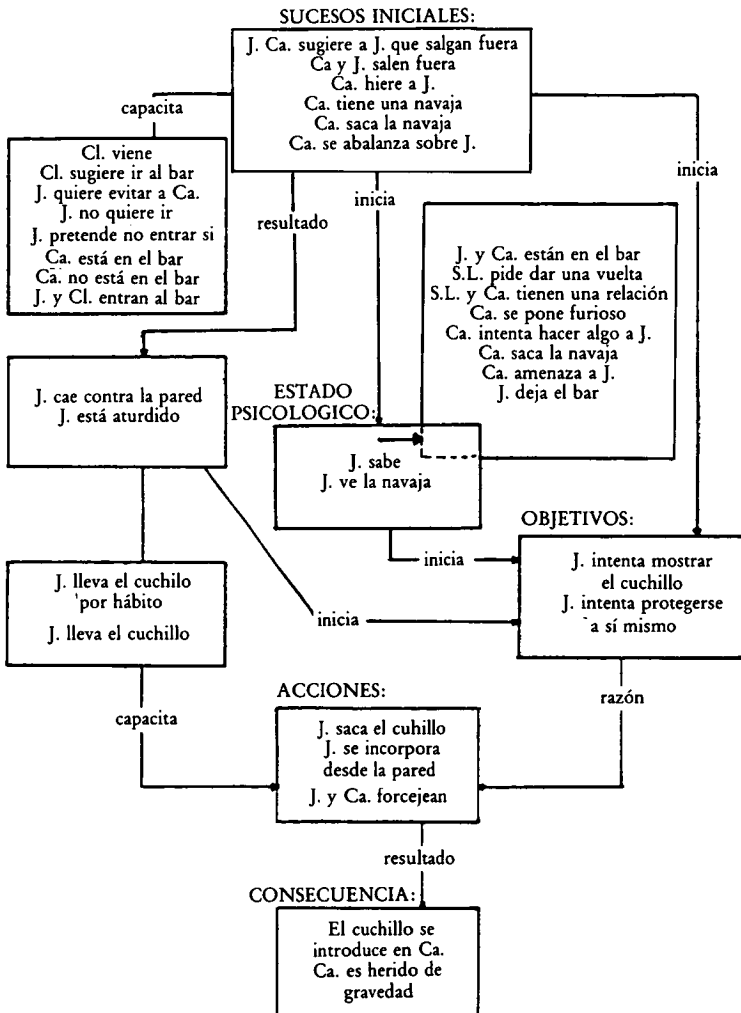 SUCESOS INICIALES:
J. Ca. sugiere a J. que salgan fuera
Ca y J. salen fuera
Ca. hiere a J.
Ca. tiene una navaja
Ca. saca la navaja
Ca. se abalanza sobre J.
capacita
Cl. viene
Cl. sugiere ir al bar
J. quiere evitar a Ca.
J. no quiere ir
J. pretende no entrar si
Ca. está en el bar
Ca. no está en el bar
J. y Cl. entran al bar
resultado
inicia
inicia
J. y Ca. están en el bar
S.L. pide dar una vuelta
S.L. y Ca. tienen una relación
Ca. se pone furioso
Ca. intenta hacer algo a J.
Ca. saca la navaja
Ca. amenaza a J.
J. deja el bar
J. cae contra la pared
J. está aturdido
ESTADO
PSICOLOGICO:
J. sabe
J. ve la navaja
OBJETIVOS:
J. intenta mostrar
el cuchillo
J. intenta protegerse
a sí mismo
inicia
inicia
J. lleva el cuchilo
por hábito
J. lleva el cuchillo
capacita
razón
ACCIONES:
J. saca el cuhillo
J. se incorpora
desde la pared
J. y Ca. forcejean
resultado
CONSECUENCIA:
El cuchillo se
introduce en Ca.
Ca. es herido de
gravedad